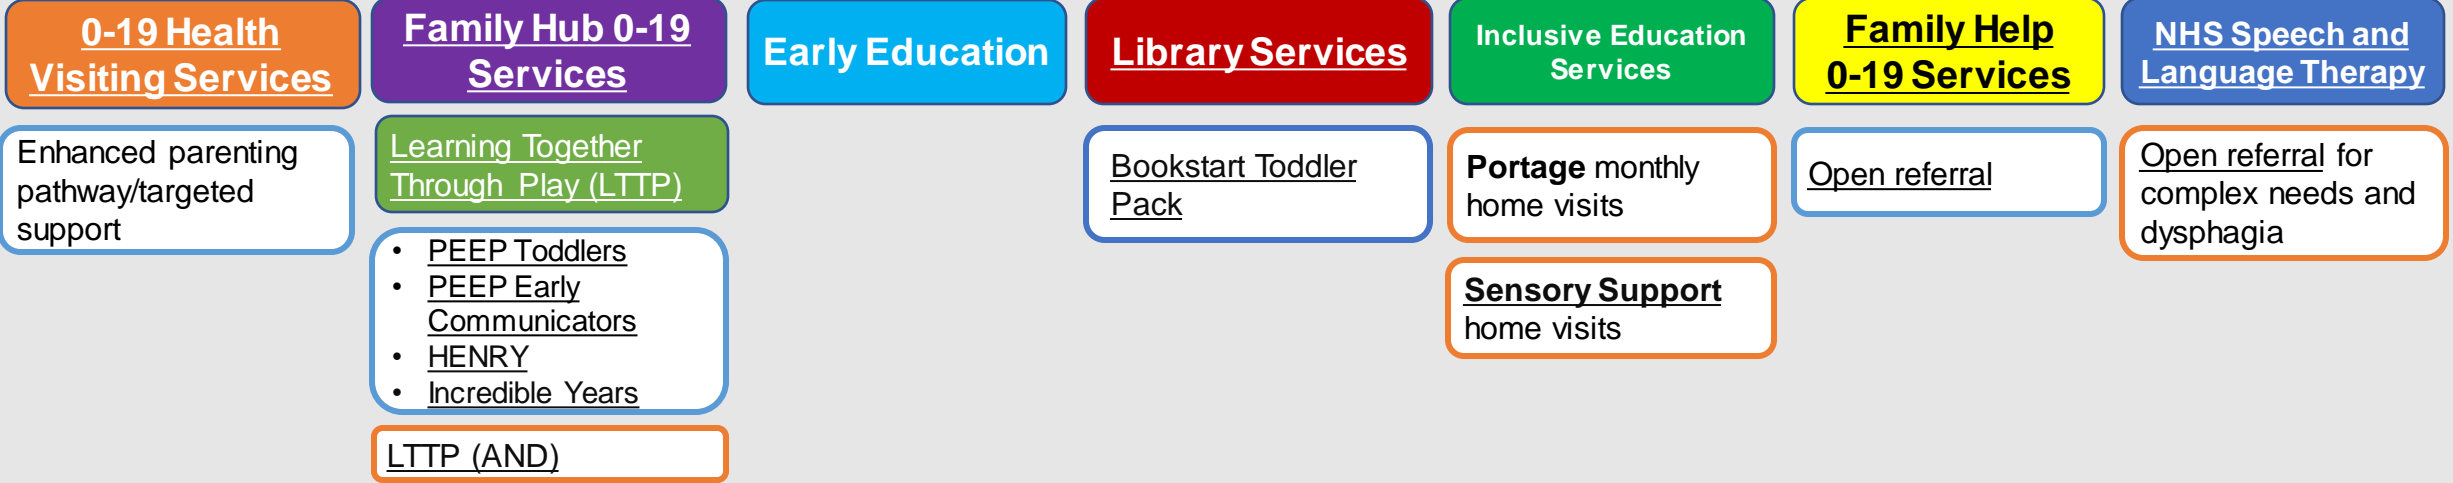 0-19 Health
Visiting Services
Enhanced parenting
pathway/targeted
support
Family Hub 0-19
Services
Learning Together
Through Play (LTTP)
• PEEP Toddlers
• PEEP Early
Communicators
• HENRY
• Incredible Years
LTTP (AND)
Early Education
Library Services
Bookstart Toddler
Pack
Inclusive Education
Services
Portage monthly
home visits
Sensory Support
home visits
Family Help
0-19 Services
Open referral
NHS Speech and
Language Therapy
Open referral for
complex needs and
dysphagia